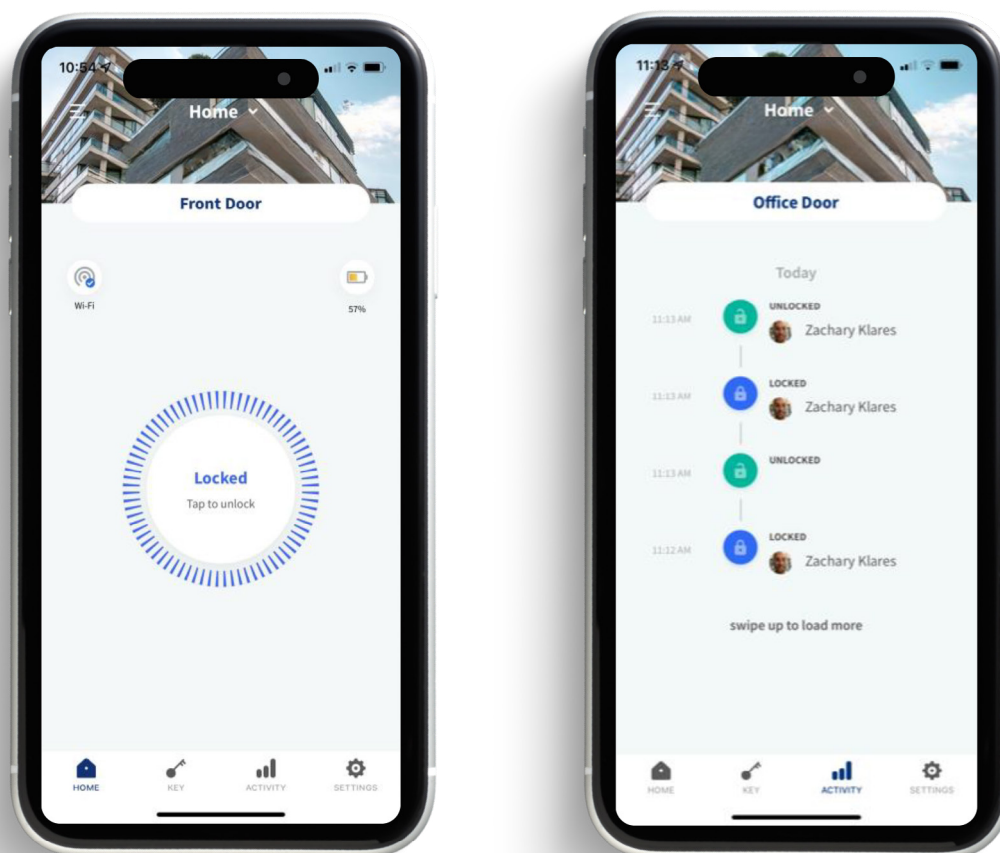 10:54
Home
Front Door
Wi-Fi
57%
Locked
Tap to unlock
HOME
KEY
ACTIVITY
SETTINGS
11:13
Home
Office Door
Today
11:13 AM
UNLOCKED
Zachary Klares
11:13 AM
LOCKED
Zachary Klares
11:13 AM
UNLOCKED
11:12 AM
LOCKED
Zachary Klares
swipe up to load more
HOME
KEY
ACTIVITY
SETTINGS